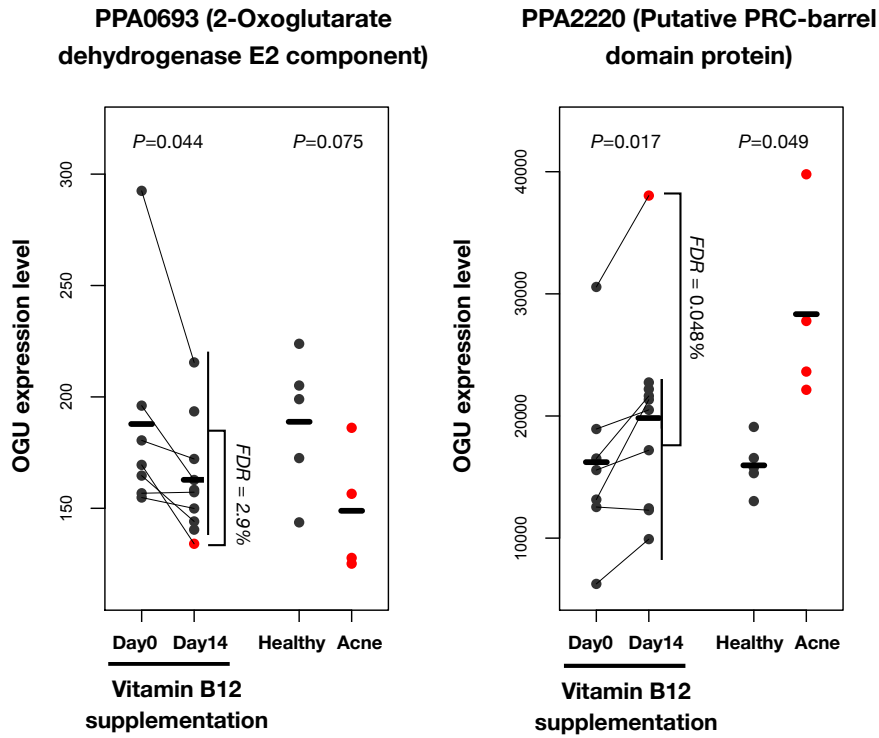 PPA0693 (2-Oxoglutarate
dehydrogenase E2 component)
P=0.044
P=0.075
OGU expression level
300
250
200
150
FDR = 2.9%
Day0
Day14
Healthy
Acne
Vitamin B12
supplementation
PPA2220 (Putative PRC-barrel
domain protein)
P=0.017
P=0.049
OGU expression level
40000
30000
20000
10000
FDR = 0.048%
Day0
Day14
Healthy
Acne
Vitamin B12
supplementation